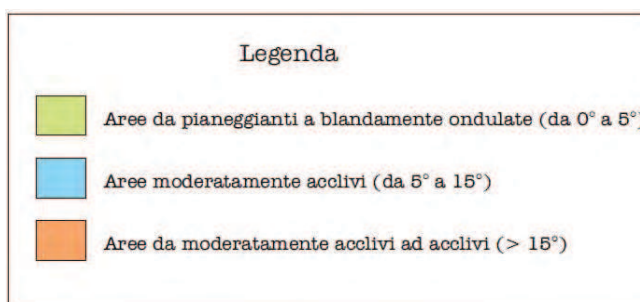 Legenda
Aree da pianeggianti a blandamente ondulate (da 0° a 5°)
Aree moderatamente acclivi (da 5° a 15°)
Aree da moderatamente acclivi ad acclivi (> 15°)